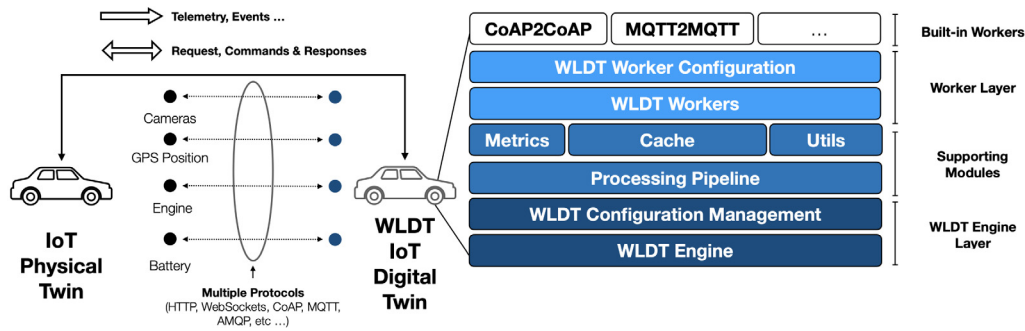 Telemetry, Events ...
Request, Commands & Responses
Cameras
GPS Position
Engine
Battery
IoT
Physical
Twin
WLDT
IoT
Digital
Twin
Multiple Protocols
(HTTP, WebSockets, CoAP, MQTT,
AMQP, etc ...)
CoAP2CoAP
MQTT2MQTT
...
Built-in Workers
WLDT Worker Configuration
WLDT Workers
Worker Layer
Metrics
Cache
Utils
Processing Pipeline
Supporting
Modules
WLDT Configuration Management
WLDT Engine
WLDT Engine
Layer